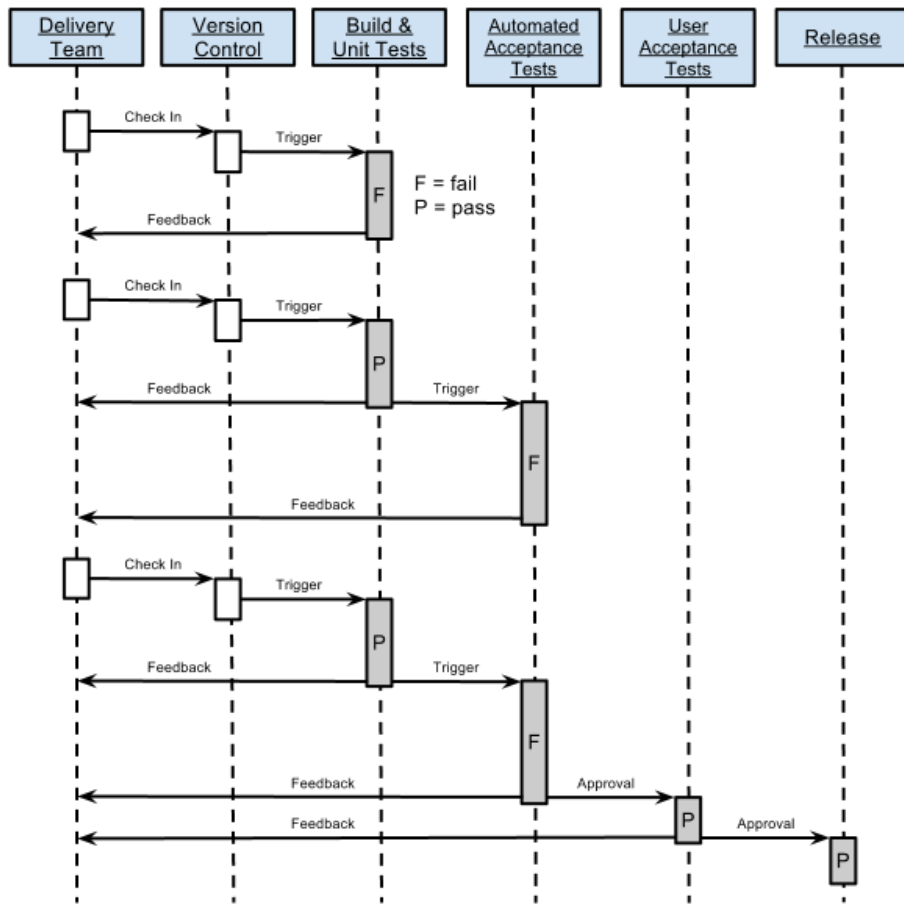 Delivery
Team
Version
Control
Build &
Unit Tests
Automated
Acceptance
Tests
User
Acceptance
Tests
Release
Check In
Trigger
F
F = fail
P = pass
Feedback
Check In
Trigger
P
Feedback
Trigger
F
Feedback
Check In
Trigger
P
Feedback
Trigger
F
Feedback
Approval
P
Feedback
Approval
P